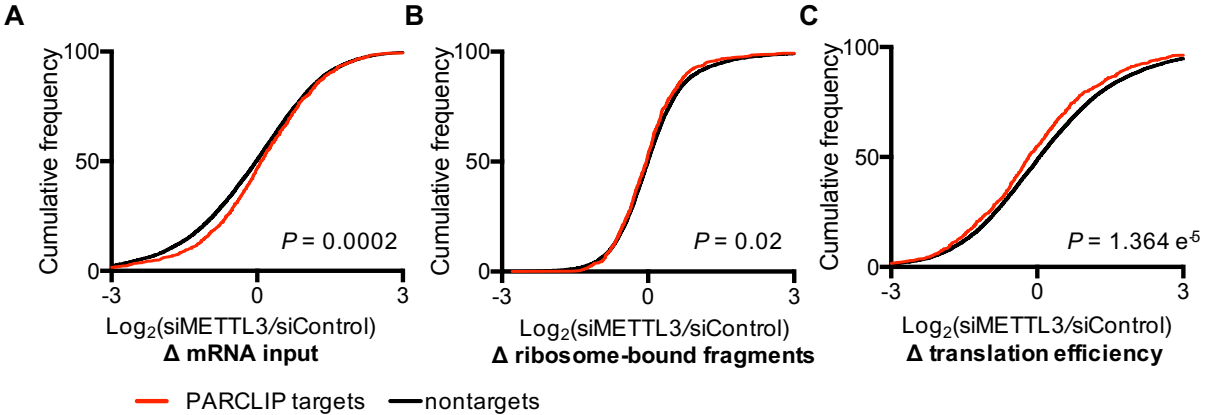 A
Cumulative frequency
100
50
0
-3
0
3
P = 0.0002
Log2(siMETTL3/siControl)
Δ mRNA input
B
Cumulative frequency
100
50
0
-3
0
3
P = 0.02
Log2(siMETTL3/siControl)
Δ ribosome-bound fragments
C
Cumulative frequency
100
50
0
-3
0
3
P = 1.364 e-5
Log2(siMETTL3/siControl)
Δ translation efficiency
PARCLIP targets
nontargets